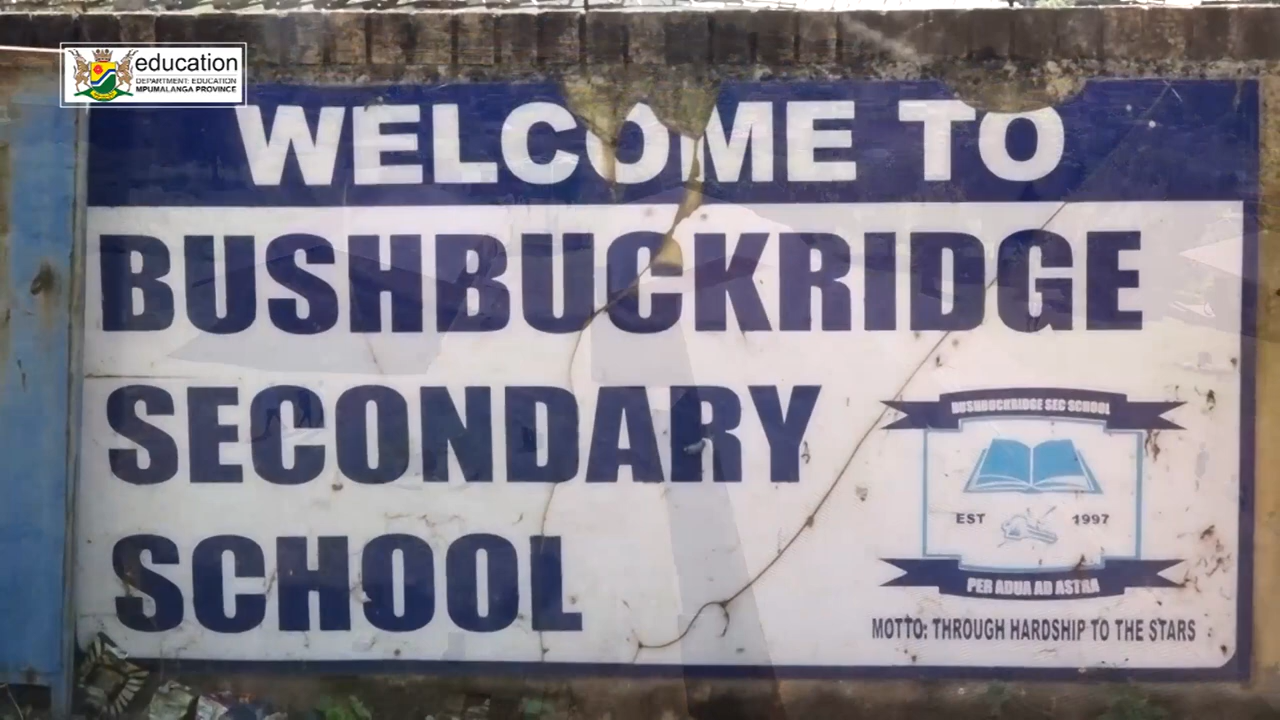 education
DEPARTMENT: EDUCATION
MPUMALANGA PROVINCE
WELCOME TO
BUSHBUCKRIDGE
SECONDARY
SCHOOL
BUSHBUCKRIDGE SEC SCHOOL
EST 1997
PER ADUA AD ASTRA
MOTTO: THROUGH HARDSHIP TO THE STARS